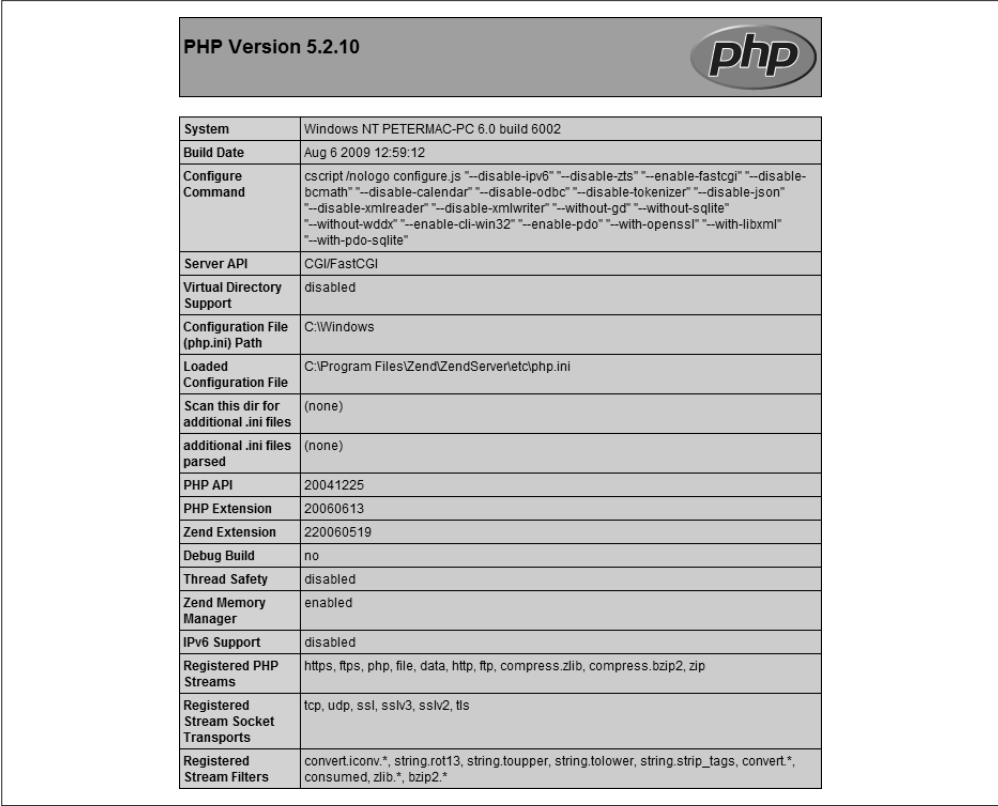 PHP Version 5.2.10
php
System Windows NT PETERMAC-PC 6.0 build 6002
Build Date Aug 6 2009 12:59:12
Configure Command
cscript /nologo configure.js "--disable-ipv6" "--disable-zts" "--enable-fastcgi" "--disable-
bcmath" "--disable-calendar" "--disable-odbc" "--disable-tokenizer" "--disable-json"
"--disable-xmlreader" "--disable-xmlwriter" "--without-gd" "--without-sqlite"
"--without-wddx" "--enable-cli-win32" "--enable-pdo" "--with-openssl" "--with-libxml"
"--with-pdo-sqlite"
Server API CGI/FastCGI
Virtual Directory
Support
disabled
Configuration File
(php.ini) Path
C:\Windows
Loaded
Configuration File
C:\Program Files\Zend\ZendServer\etc\php.ini
Scan this dir for
additional .ini files
(none)
additional .ini files
parsed
(none)
PHP API 20041225
PHP Extension 20060613
Zend Extension 220060519
Debug Build no
Thread Safety disabled
Zend Memory
Manager
enabled
IPv6 Support disabled
Registered PHP
Streams
https, ftps, php, file, data, http, ftp, compress.zlib, compress.bzip2, zip
Registered
Stream Socket
Transports
tcp, udp, ssl, sslv3, sslv2, tls
Registered
Stream Filters
convert.iconv.*, string.rot13, string.toupper, string.tolower, string.strip_tags, convert.*,
consumed, zlib.*, bzip2.*